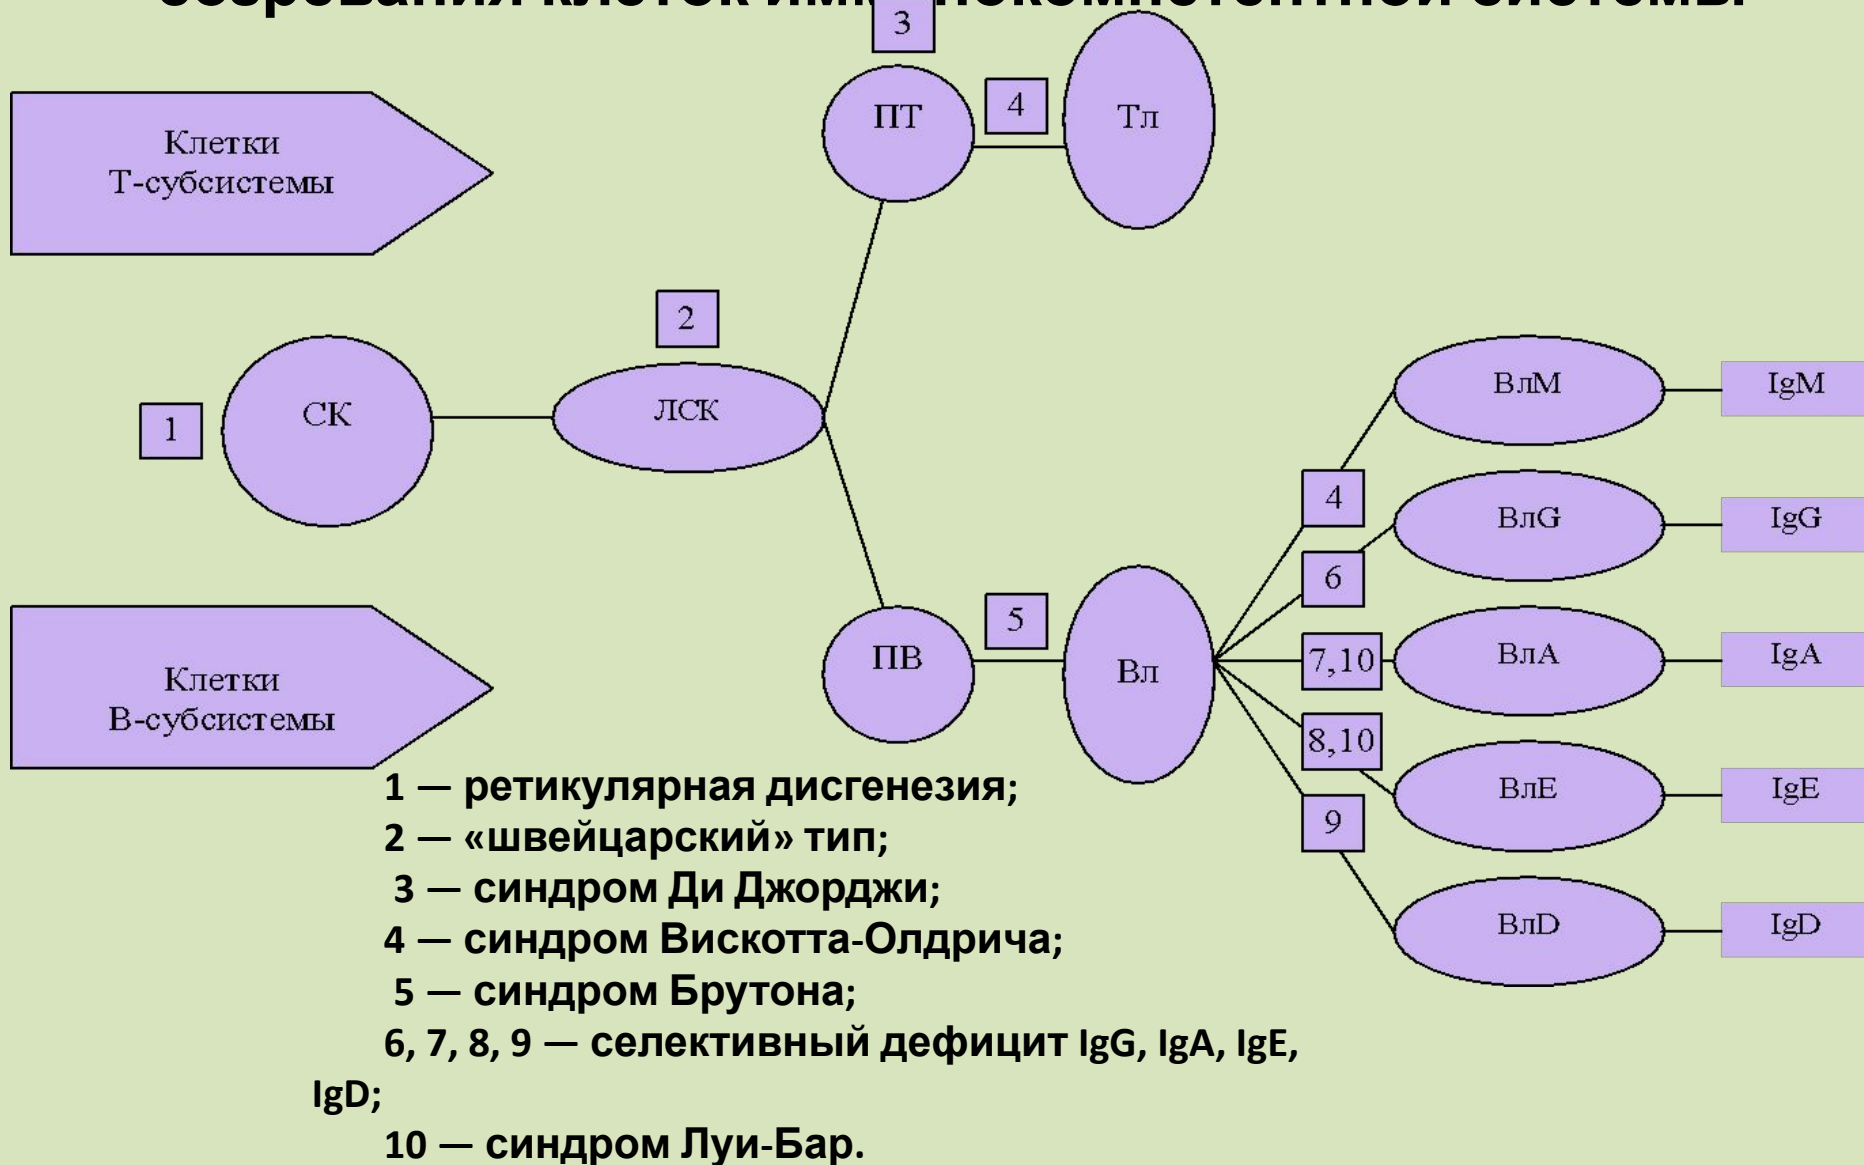 клеток
системы
3
ПТ
4
Тл
Клетки
Т-субсистемы
2
СК
ЛСК
1
ВлМ
IgM
4
ВлG
IgG
6
5
ПВ
Вл
7,10
ВлА
IgA
Клетки
В-субсистемы
8,10
ВлЕ
IgE
9
ВлD
IgD
1 — ретикулярная дисгенезия;
2 — «швейцарский» тип;
3 — синдром Ди Джорджи;
4 — синдром Вискотта-Олдрича;
5 — синдром Брутона;
6, 7, 8, 9 — селективный дефицит IgG, IgA, IgE,
IgD;
10 — синдром Луи-Бар.